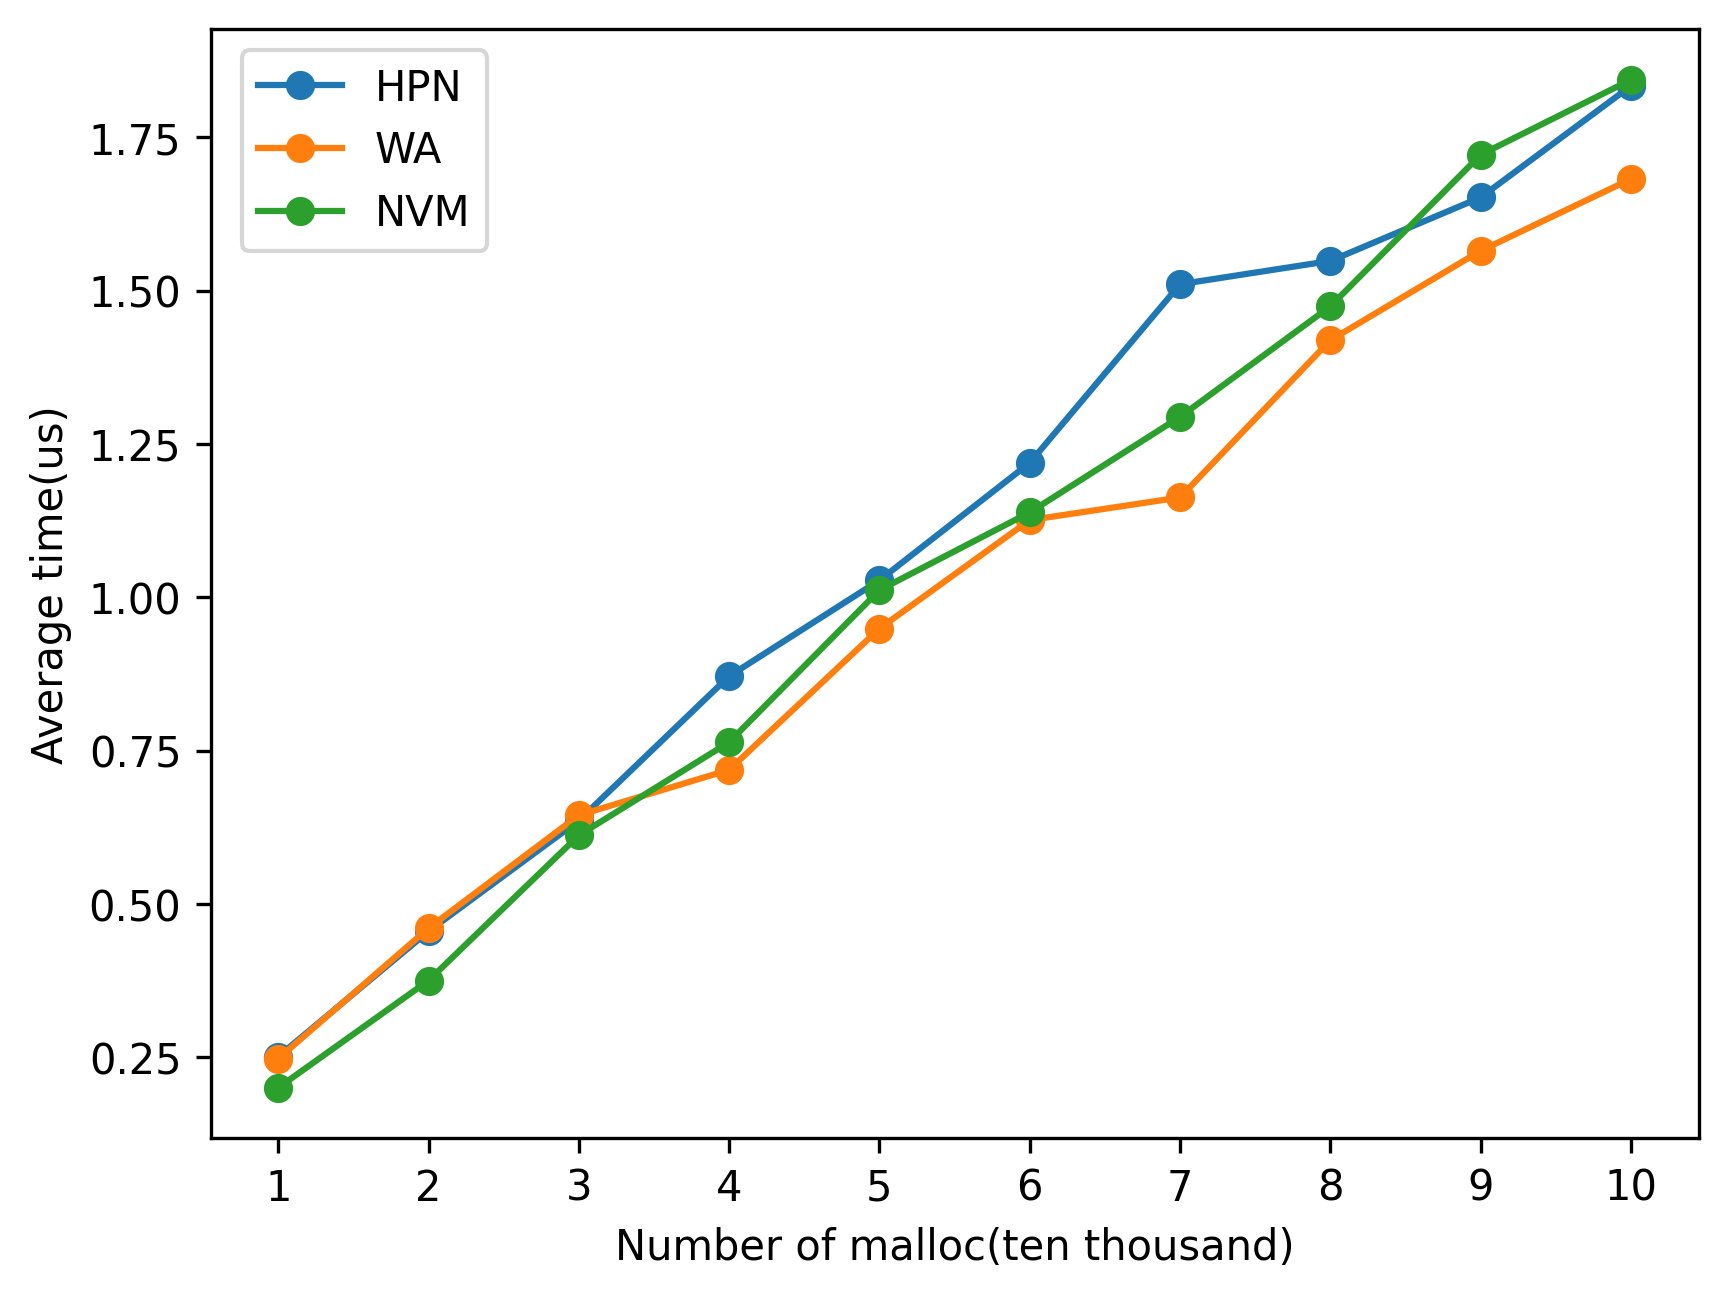 HPN
WA
NVM
1.75
1.50
1.25
1.00
0.75
0.50
0.25
Average time(us)
1 2 3 4 5 6 7 8 9 10
Number of malloc(ten thousand)